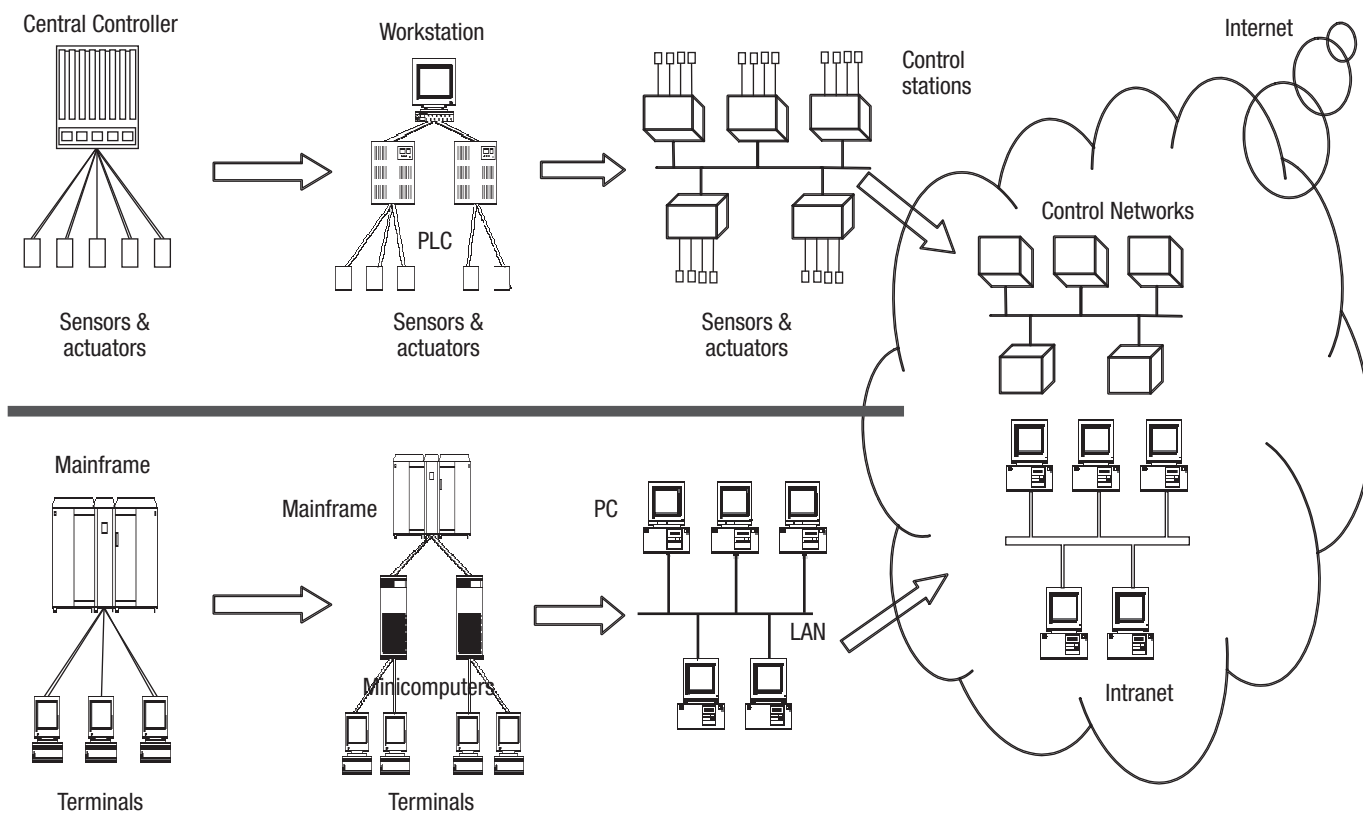 Central Controller
Workstation
Control
stations
Internet
PLC
Control Networks
Sensors &
actuators
Sensors &
actuators
Sensors &
actuators
Mainframe
Mainframe
PC
LAN
Minicomputers
Intranet
Terminals
Terminals